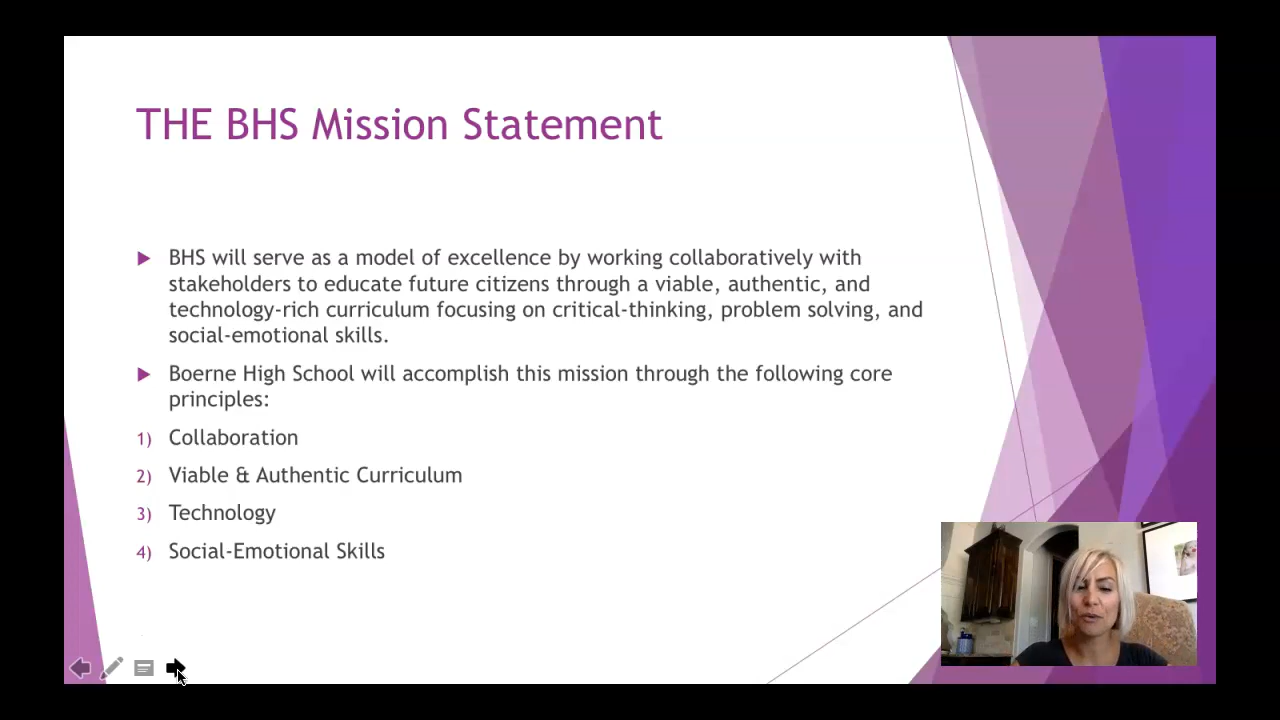 THE BHS Mission Statement
BHS will serve as a model of excellence by working collaboratively with
stakeholders to educate future citizens through a viable, authentic, and
technology-rich curriculum focusing on critical-thinking, problem solving, and
social-emotional skills.
Boerne High School will accomplish this mission through the following core
principles:
1) Collaboration
2) Viable & Authentic Curriculum
3) Technology
4) Social-Emotional Skills